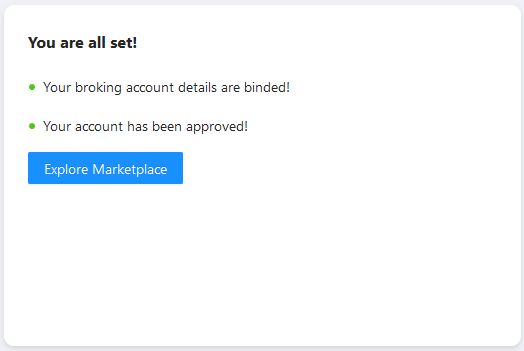 You are all set!
Your broking account details are binded!
Your account has been approved!
Explore Marketplace